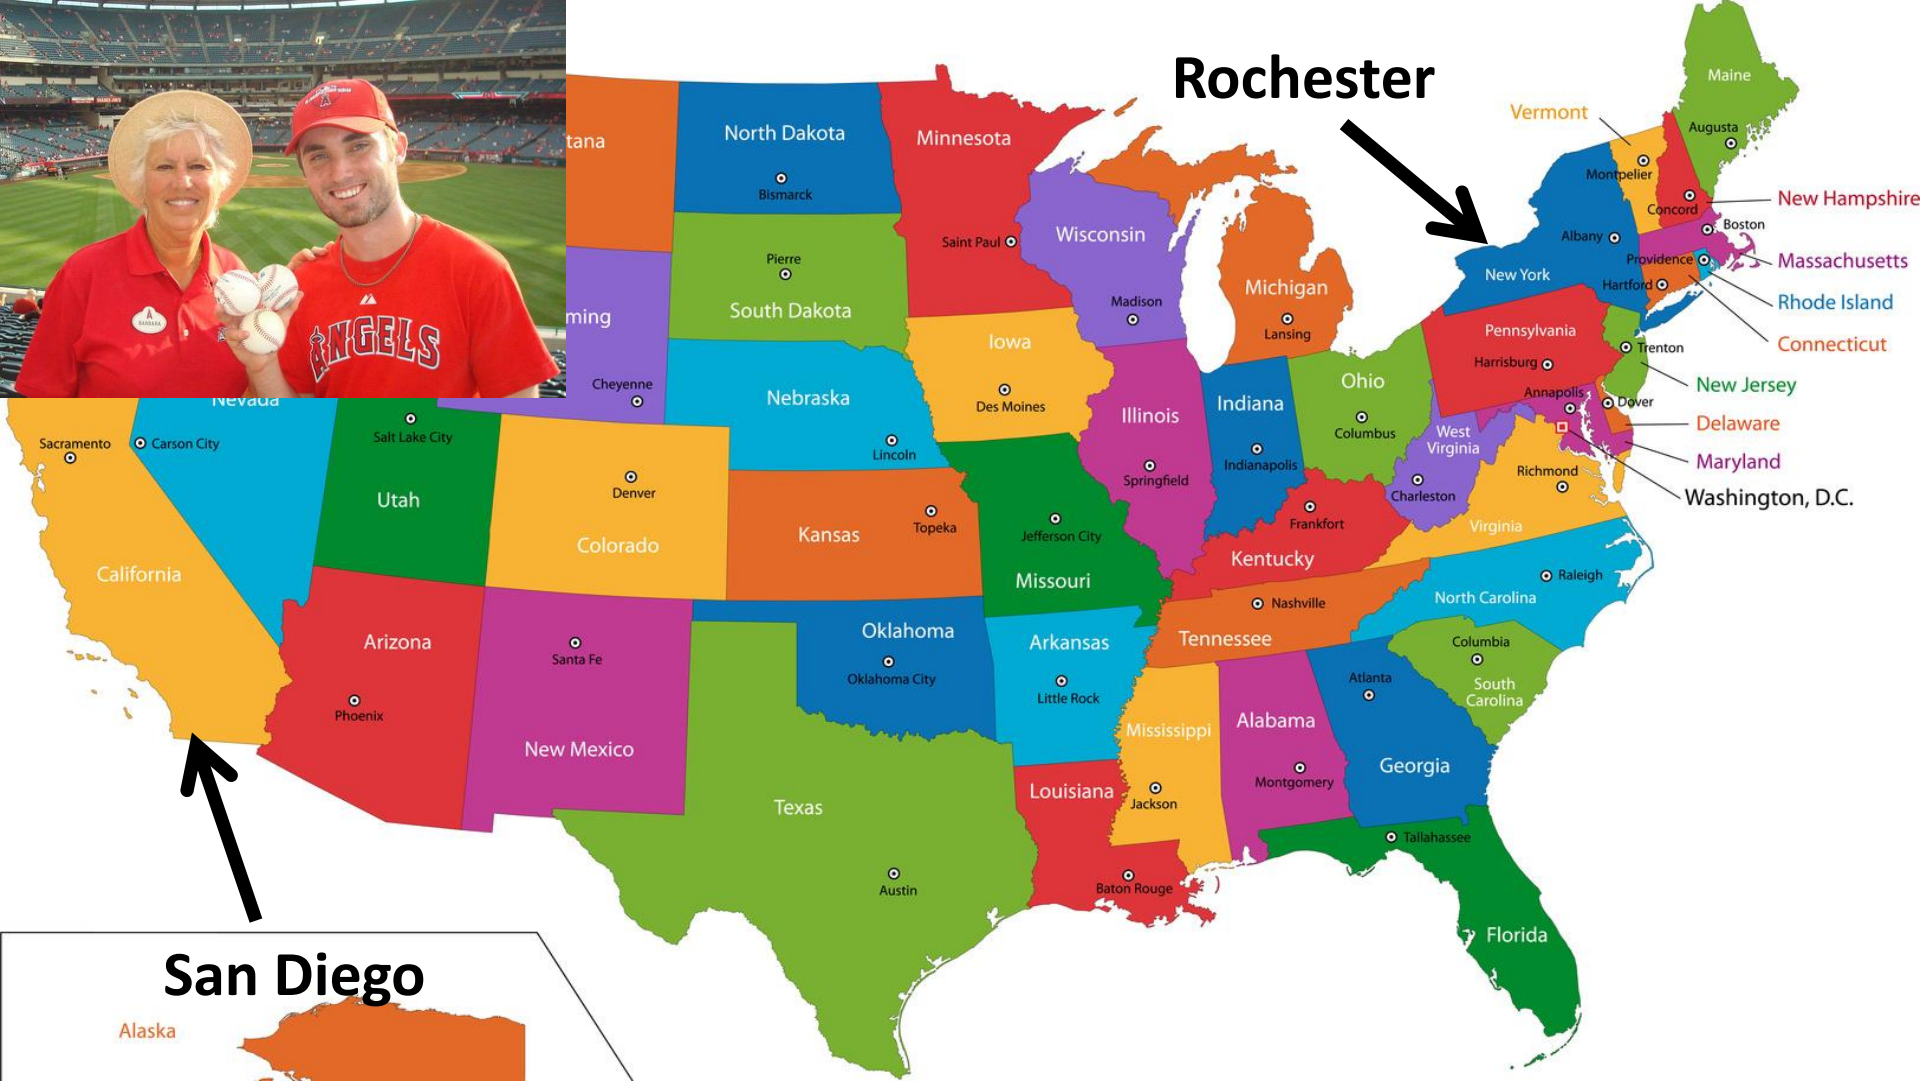 Rochester
San Diego
ANGELS
A
BARBARA
A
tana
North Dakota
Bismarck
Minnesota
Saint Paul
Wisconsin
Madison
Michigan
Lansing
Vermont
Montpelier
Maine
Augusta
Concord
New Hampshire
Boston
Massachusetts
Albany
New York
Providence
Rhode Island
Hartford
Connecticut
Pierre
South Dakota
ming
Cheyenne
Iowa
Des Moines
Nebraska
Lincoln
Illinois
Springfield
Indiana
Indianapolis
Ohio
Columbus
Pennsylvania
Harrisburg
Trenton
New Jersey
Annapolis
Dover
Delaware
Maryland
Washington, D.C.
West
Virginia
Charleston
Richmond
Virginia
Nevada
Sacramento
Carson City
California
Salt Lake City
Utah
Denver
Colorado
Kansas
Topeka
Jefferson City
Missouri
Frankfort
Kentucky
Raleigh
North Carolina
Nashville
Tennessee
Arizona
Phoenix
Santa Fe
New Mexico
Oklahoma
Oklahoma City
Arkansas
Little Rock
Columbia
South
Carolina
Atlanta
Georgia
Mississippi
Jackson
Alabama
Montgomery
Texas
Austin
Louisiana
Baton Rouge
Tallahassee
Florida
Alaska